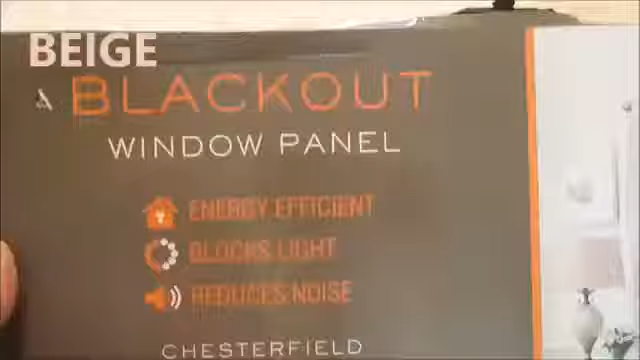 BEIGE
BLACKOUT
WINDOW PANEL
ENERGY EFFICIENT
BLOCKS LIGHT
REDUCES NOISE
CHESTERFIELD